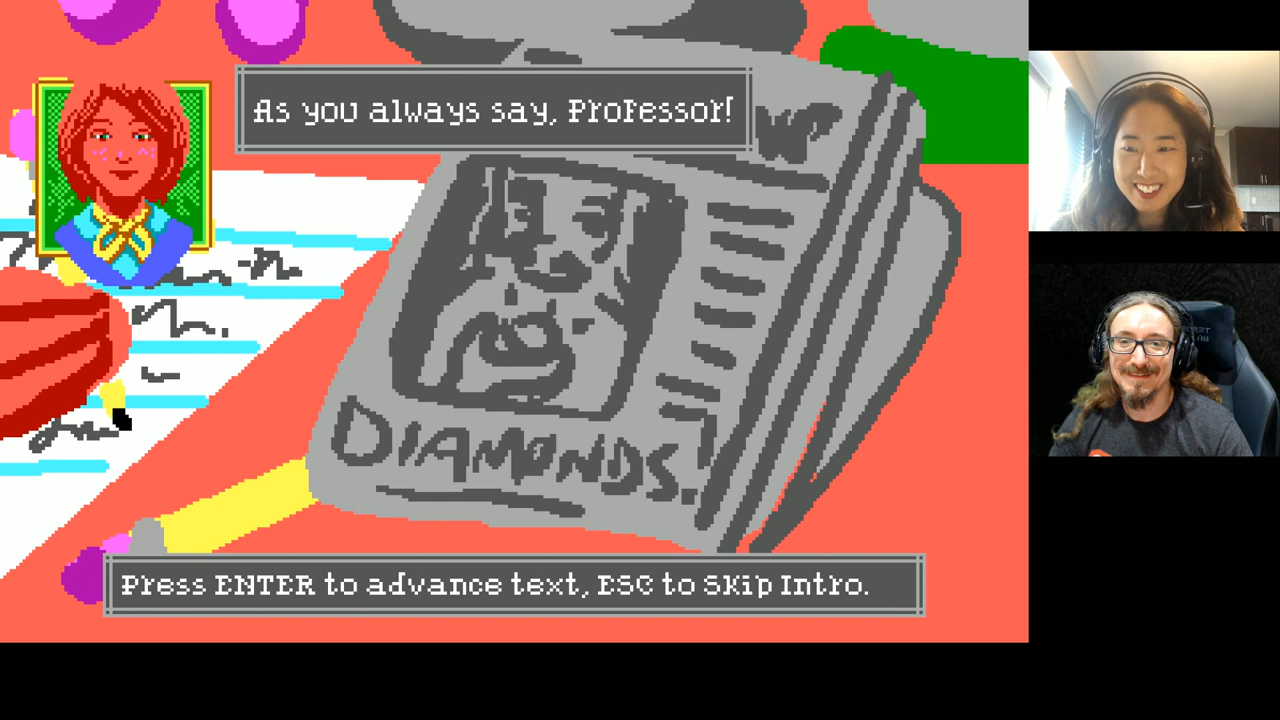 As you always say, Professor!
DIAMONDS!
Press ENTER to advance text, ESC to Skip Intro.